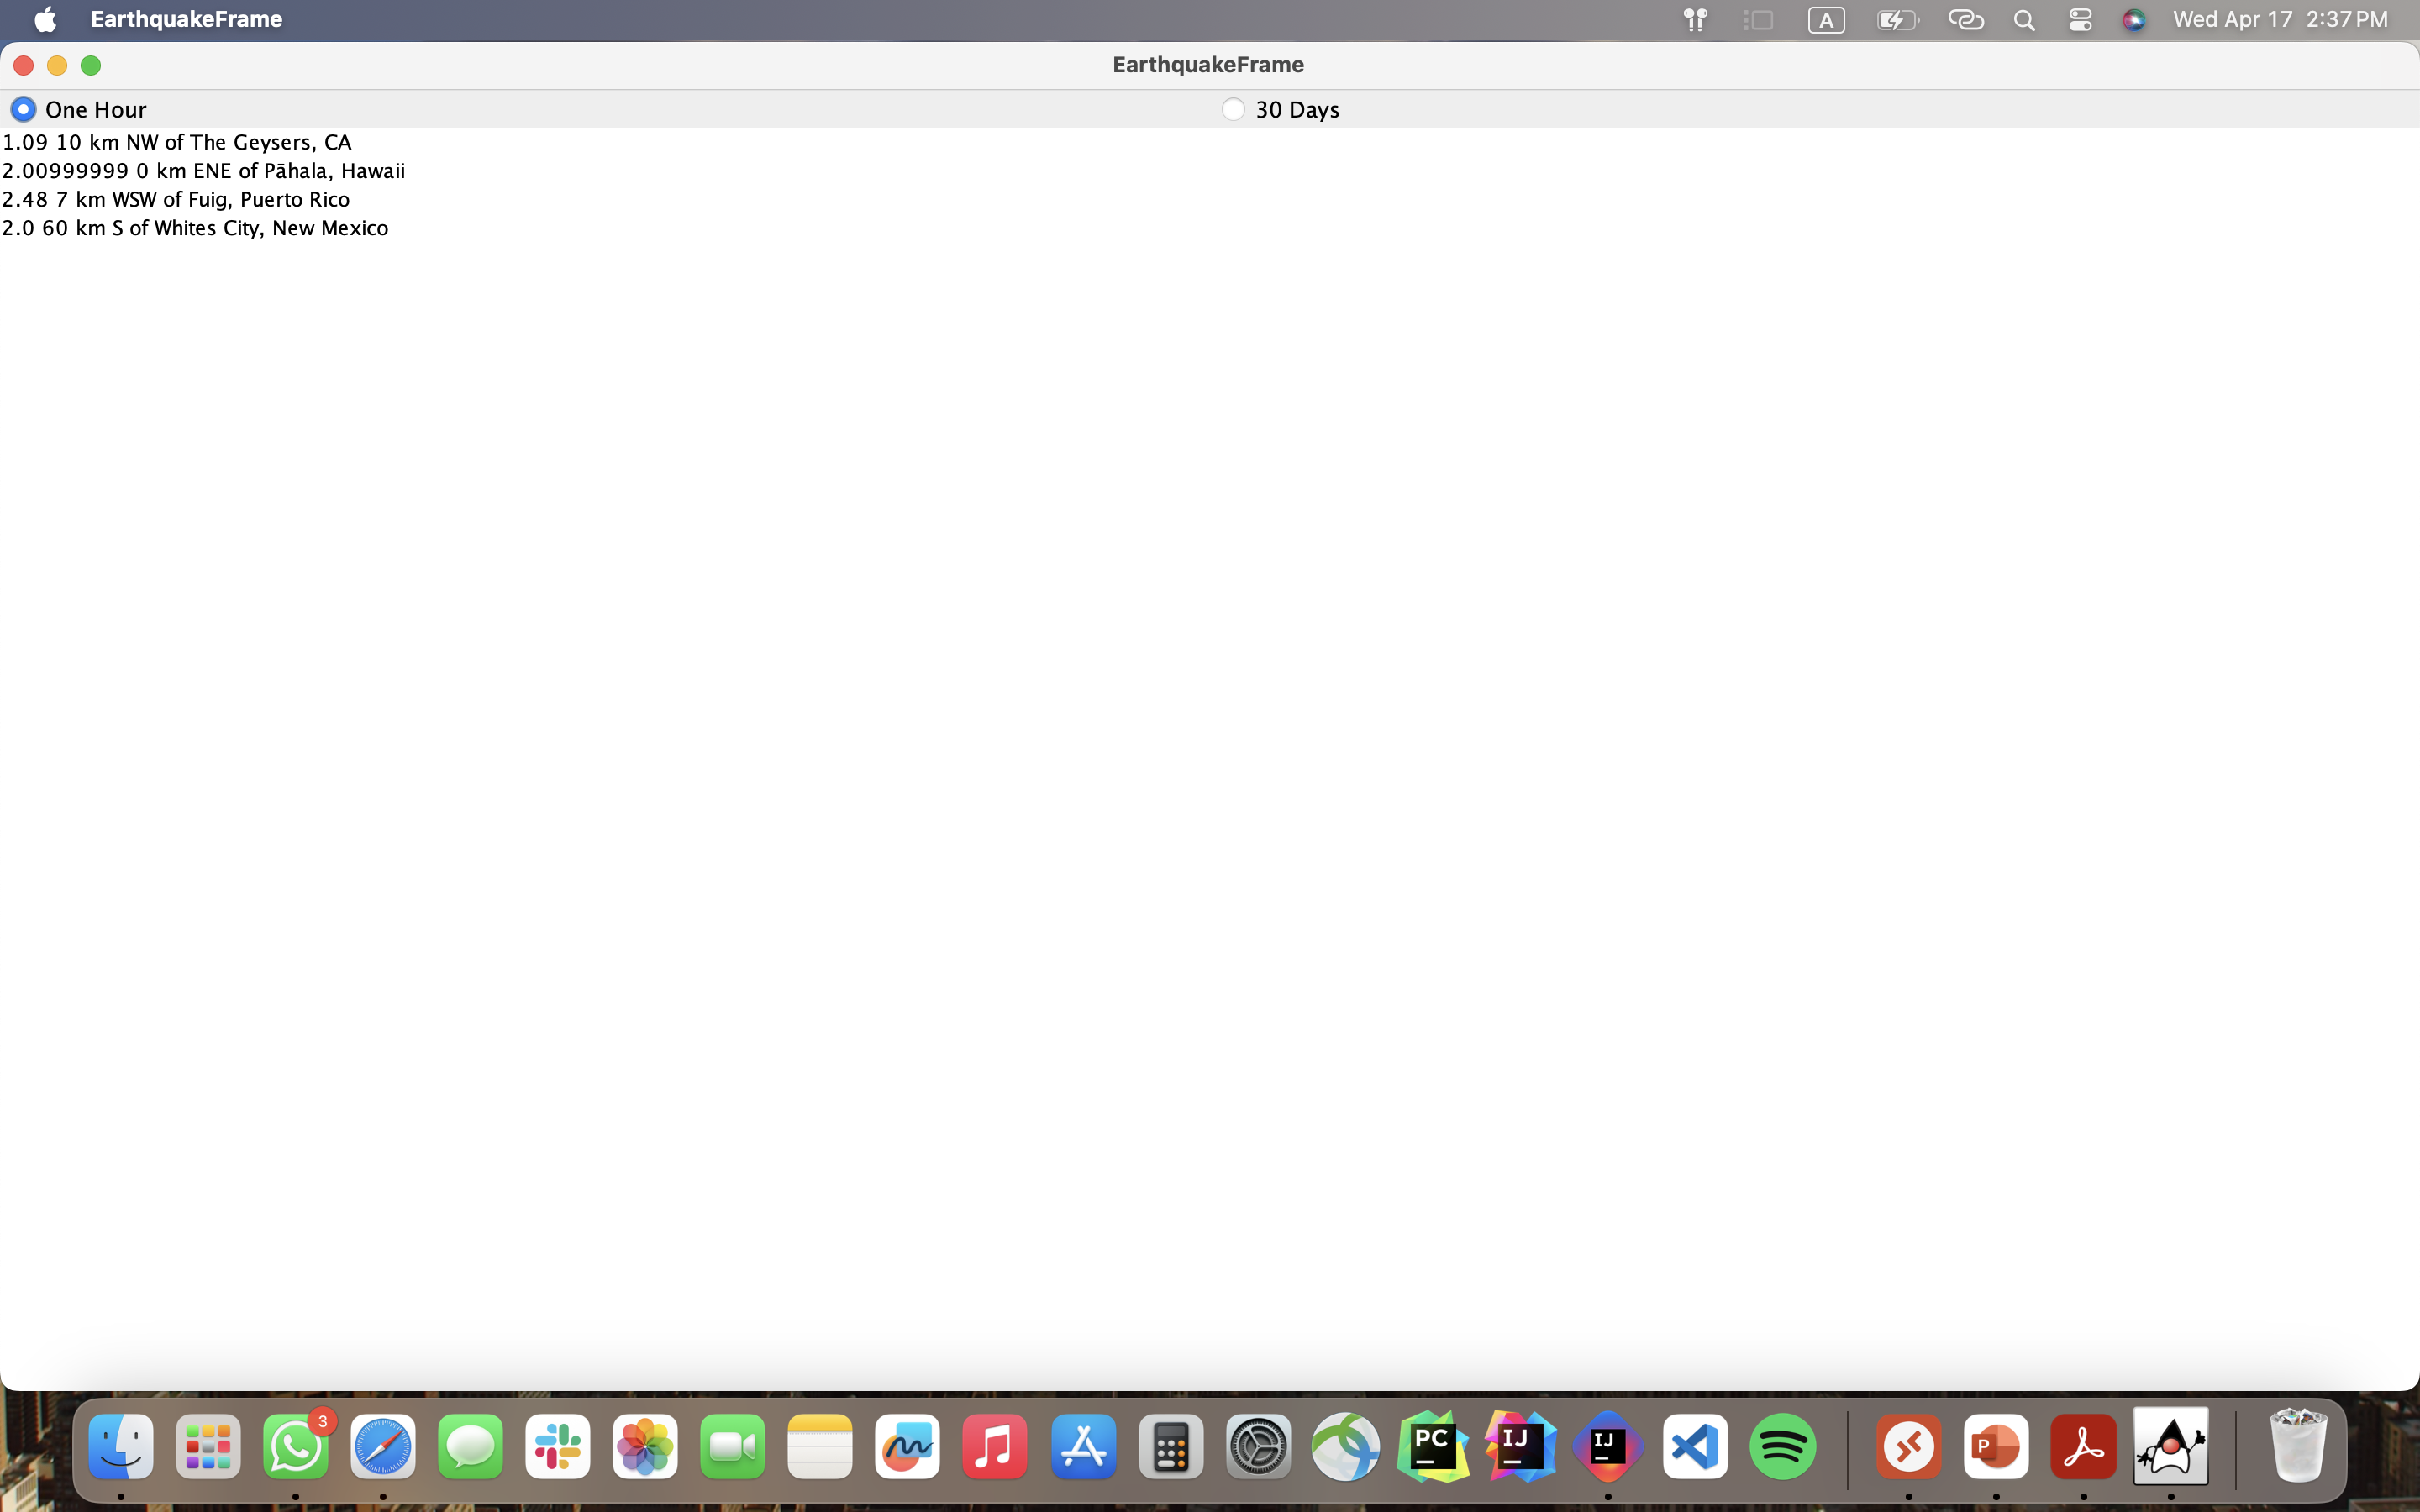 EarthquakeFrame
A
Wed Apr 17 2:37 PM
EarthquakeFrame
One Hour
30 Days
1.09 10 km NW of The Geysers, CA
2.00999999 0 km ENE of Pāhala, Hawaii
2.48 7 km WSW of Fuig, Puerto Rico
2.0 60 km S of Whites City, New Mexico
3
PC
IJ
IJ
P